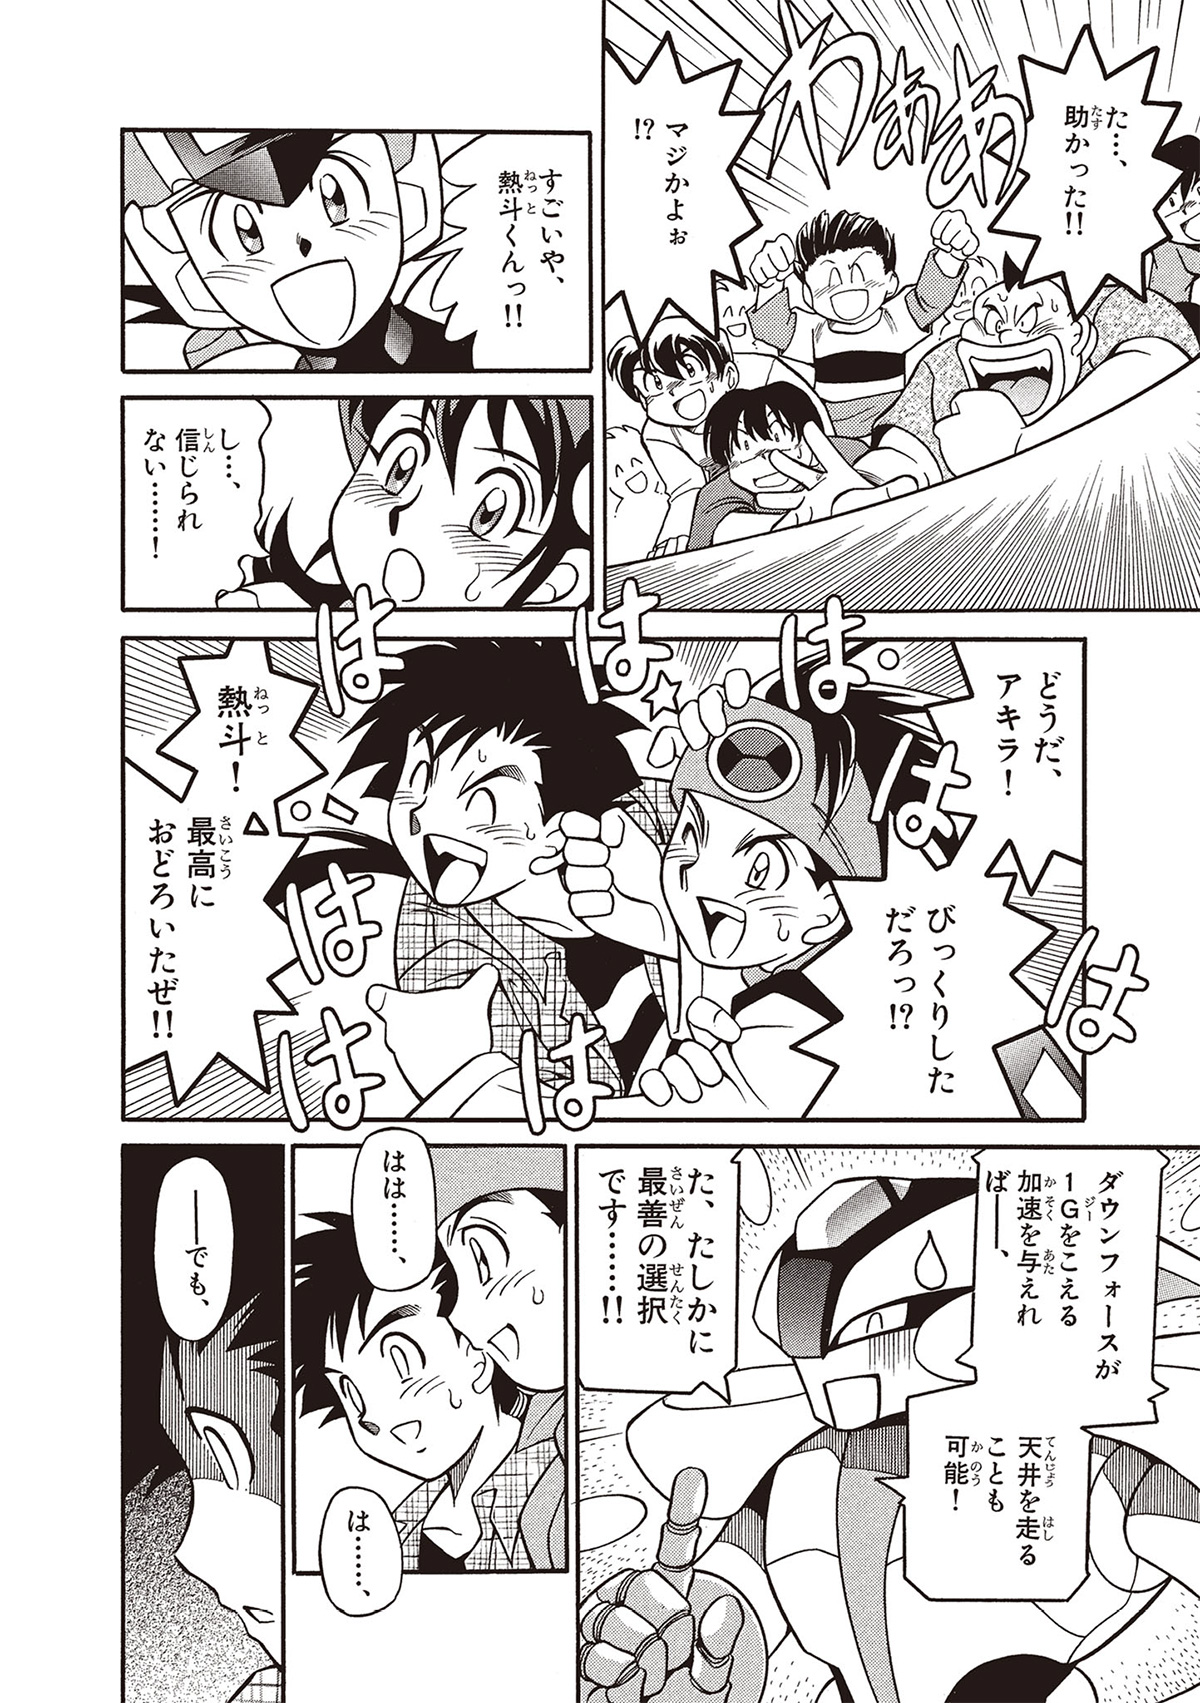 わあああ
た…、
助かった!!
マジかよぉ
!?
すごいや、
熱斗くんっ!!
し…、
信じられ
ない………!
どうだ、
アキラ!
びっくりした
だろっ!?
は
は
は
は
は
は
は
は
は
熱斗!
最高に
おどろいたぜ!!
ダウンフォースが
1Gをこえる
加速を与えれ
ば──、
天井を走る
ことも
可能!
た、たしかに
最善の選択
です……!!
はは……、
は……、
──でも、